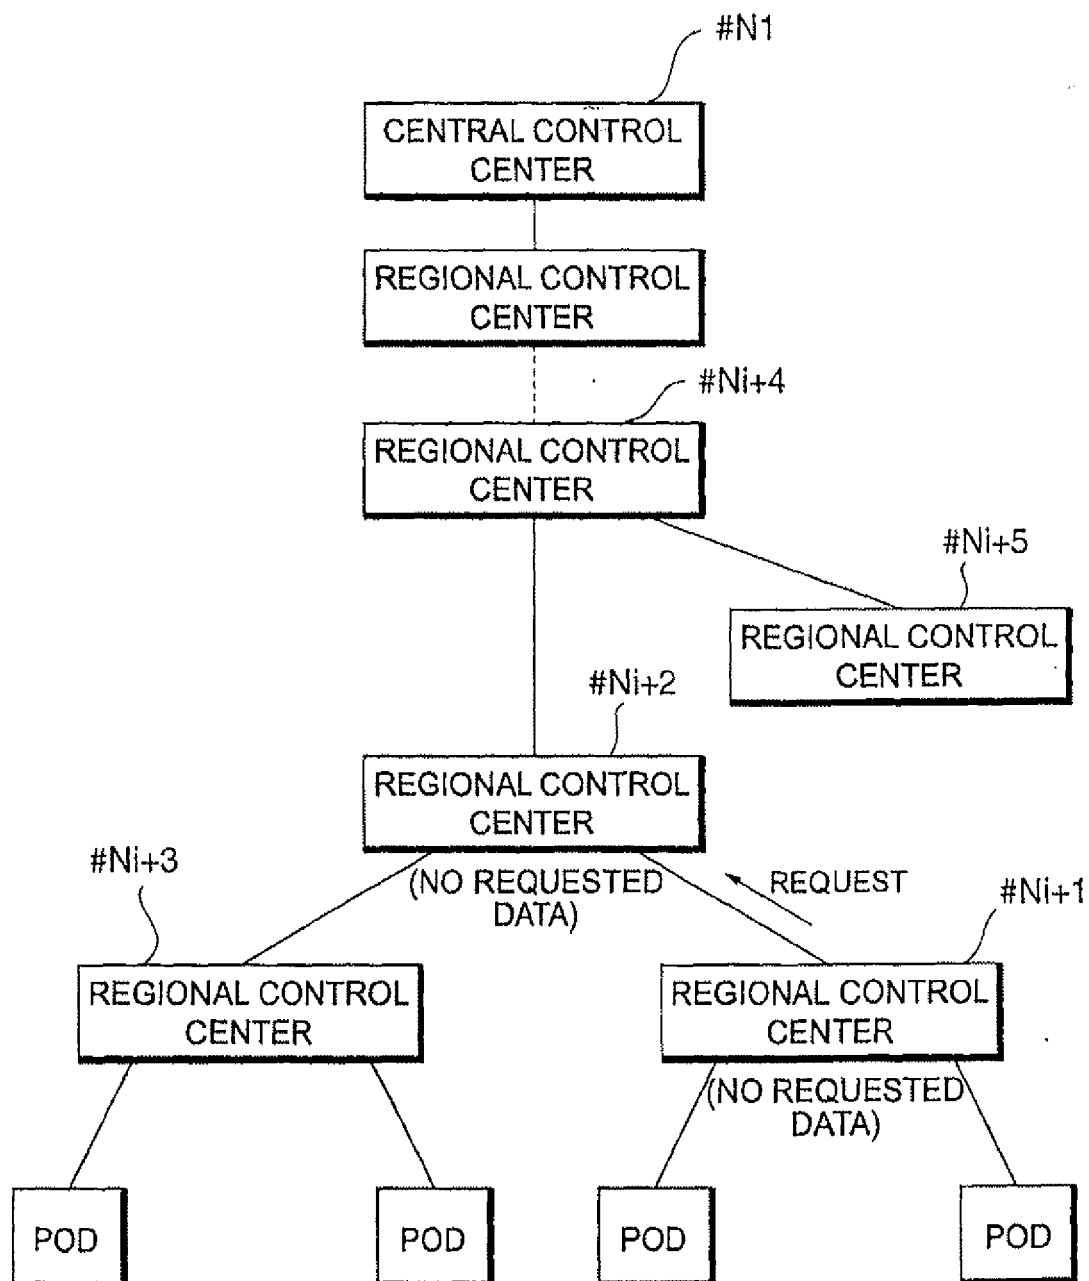 #N1
CENTRAL CONTROL
CENTER
REGIONAL CONTROL
CENTER
#Ni+4
REGIONAL CONTROL
CENTER
#Ni+5
REGIONAL CONTROL
CENTER
#Ni+2
REGIONAL CONTROL
CENTER
#Ni+3
(NO REQUESTED
DATA)
REQUEST
#Ni+1
REGIONAL CONTROL
CENTER
REGIONAL CONTROL
CENTER
(NO REQUESTED
DATA)
POD
POD
POD
POD